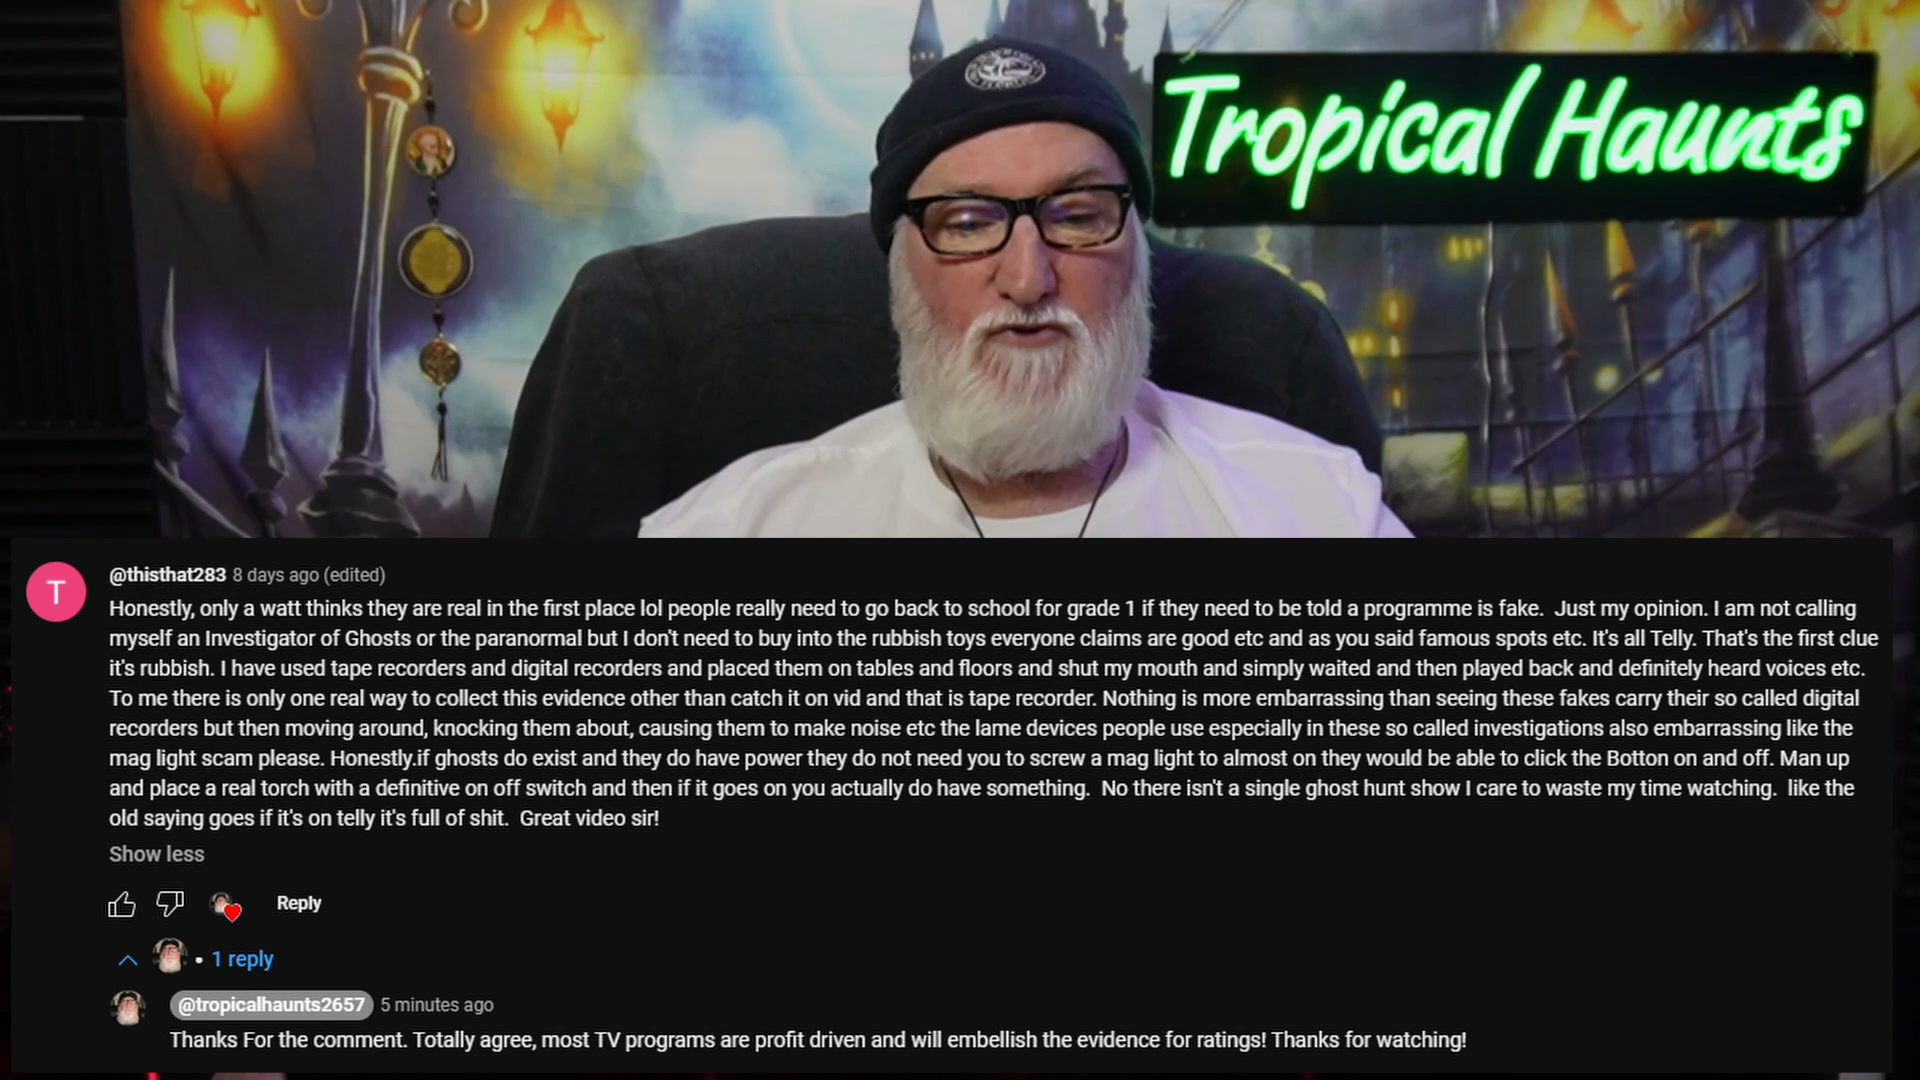 Tropical Haunts
T
@thisthat283 8 days ago (edited)
Honestly, only a watt thinks they are real in the first place lol people really need to go back to school for grade 1 if they need to be told a programme is fake.  Just my opinion. I am not calling
myself an Investigator of Ghosts or the paranormal but I don't need to buy into the rubbish toys everyone claims are good etc and as you said famous spots etc. It's all Telly. That's the first clue
it's rubbish. I have used tape recorders and digital recorders and placed them on tables and floors and shut my mouth and simply waited and then played back and definitely heard voices etc.
To me there is only one real way to collect this evidence other than catch it on vid and that is tape recorder. Nothing is more embarrassing than seeing these fakes carry their so called digital
recorders but then moving around, knocking them about, causing them to make noise etc the lame devices people use especially in these so called investigations also embarrassing like the
mag light scam please. Honestly.if ghosts do exist and they do have power they do not need you to screw a mag light to almost on they would be able to click the Botton on and off. Man up
and place a real torch with a definitive on off switch and then if it goes on you actually do have something.  No there isn't a single ghost hunt show I care to waste my time watching.  like the
old saying goes if it's on telly it's full of shit.  Great video sir!
Show less
Reply
• 1 reply
@tropicalhaunts2657 5 minutes ago
Thanks For the comment. Totally agree, most TV programs are profit driven and will embellish the evidence for ratings! Thanks for watching!